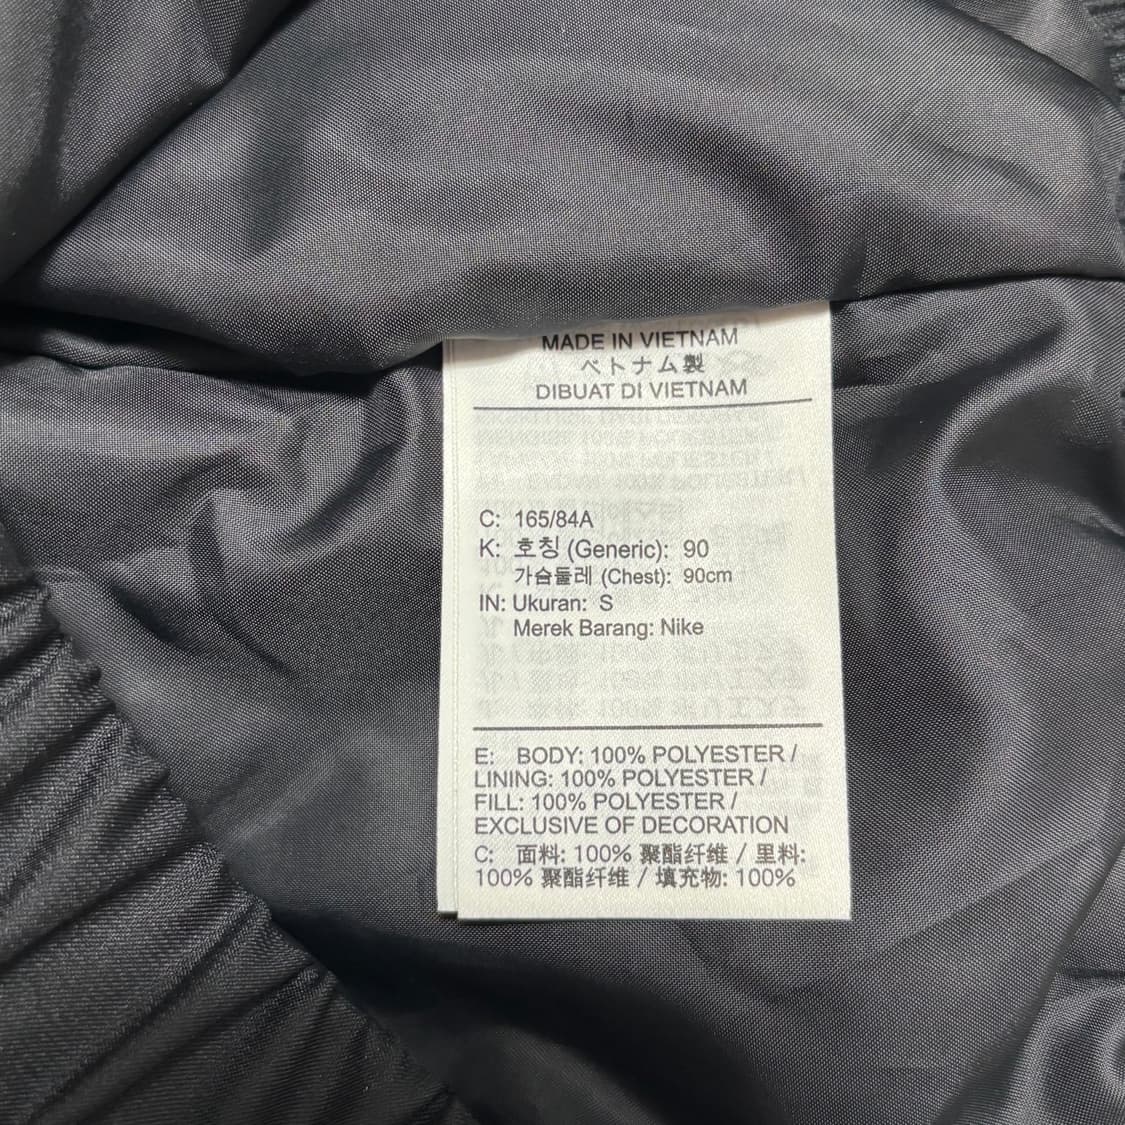 MADE IN VIETNAM
ベトナム製
DIBUAT DI VIETNAM
C: 165/84A
K: 호칭 (Generic): 90
가슴둘레 (Chest): 90cm
IN: Ukuran: S
Merek Barang: Nike
E: BODY: 100% POLYESTER /
LINING: 100% POLYESTER /
FILL: 100% POLYESTER /
EXCLUSIVE OF DECORATION
C: 面料: 100% 聚酯纤维 / 里料:
100% 聚酯纤维 / 填充物: 100%